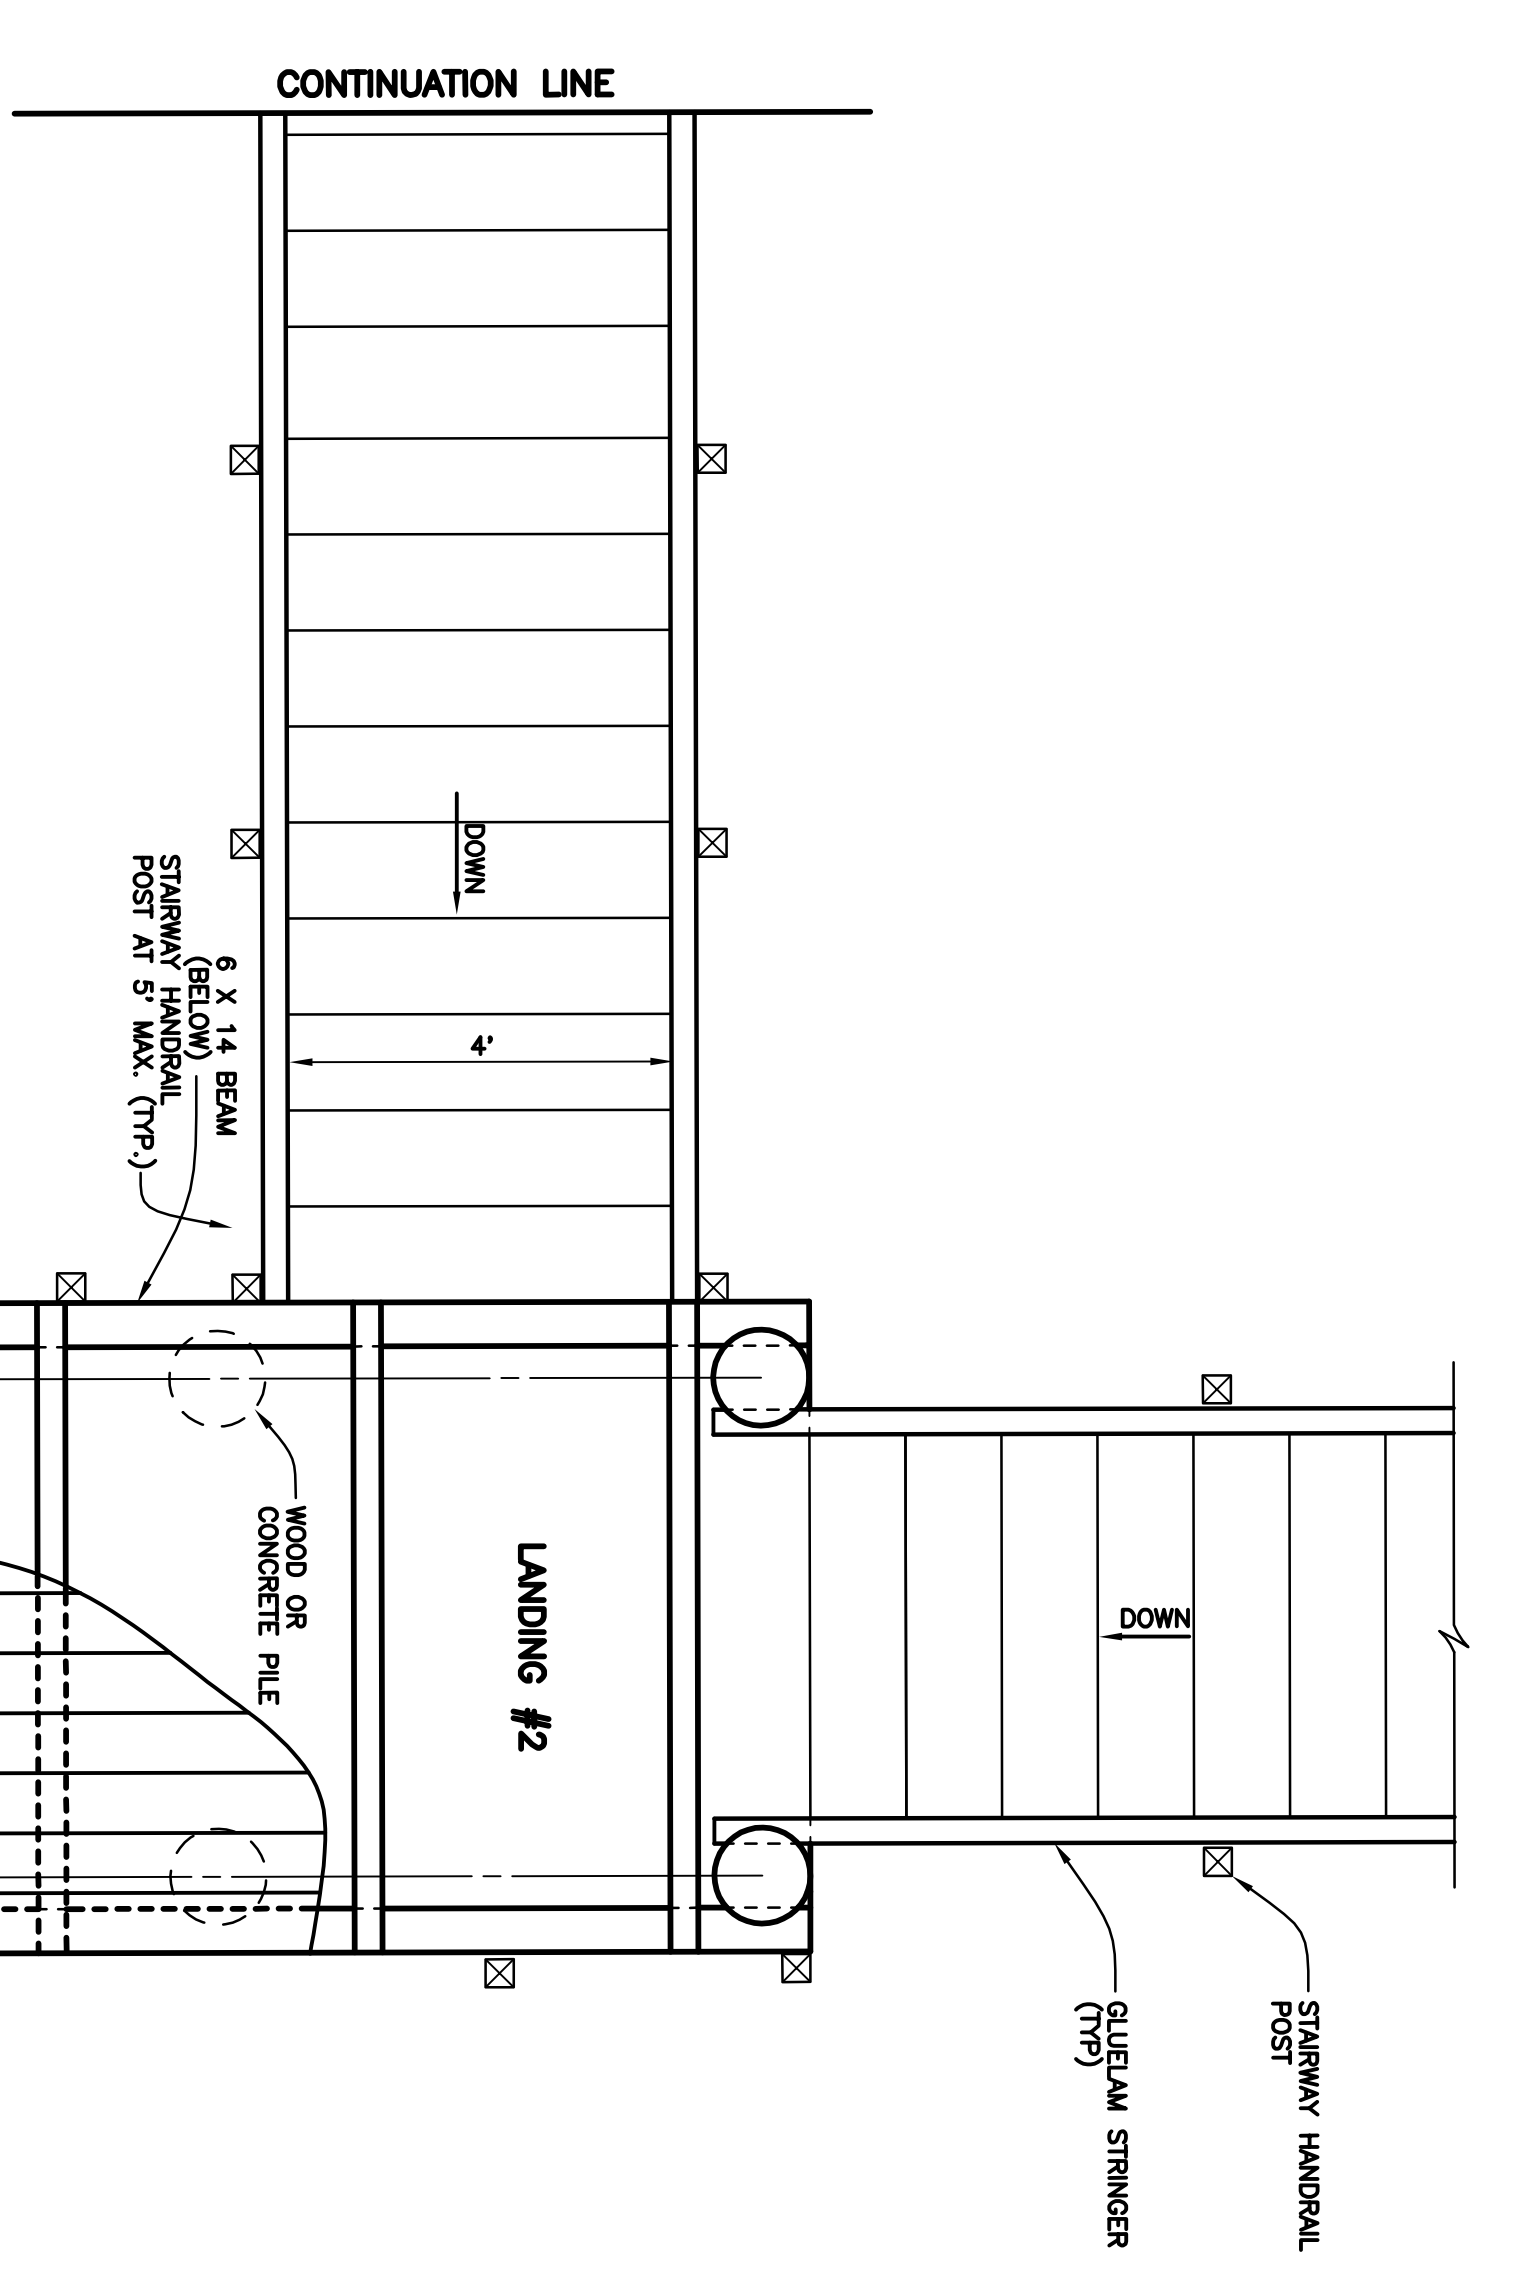 CONTINUATION LINE
DOWN
4'
6 X 14 BEAM
(BELOW)
STAIRWAY HANDRAIL
POST AT 5' MAX. (TYP.)
WOOD OR
CONCRETE PILE
LANDING #2
DOWN
STAIRWAY HANDRAIL
POST
GLUELAM STRINGER
(TYP)